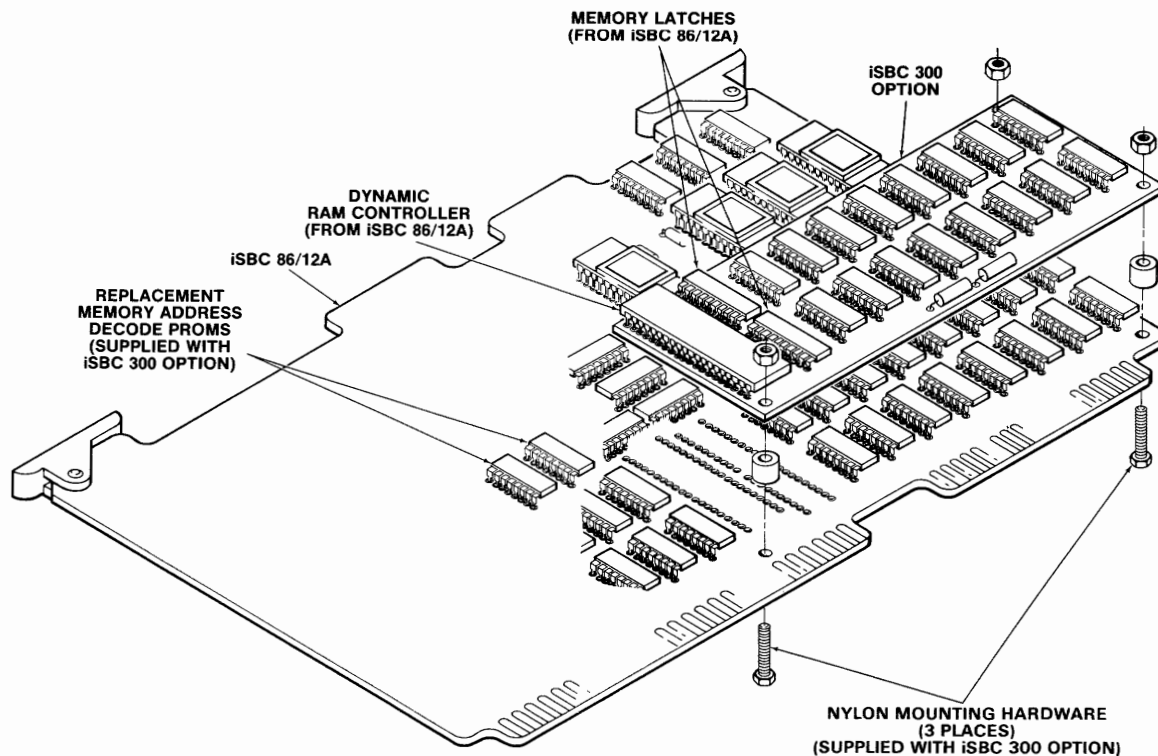 MEMORY LATCHES
(FROM iSBC 86/12A)
iSBC 300
OPTION
DYNAMIC
RAM CONTROLLER
(FROM iSBC 86/12A)
iSBC 86/12A
REPLACEMENT
MEMORY ADDRESS
DECODE PROMS
(SUPPLIED WITH
iSBC 300 OPTION)
NYLON MOUNTING HARDWARE
(3 PLACES)
(SUPPLIED WITH iSBC 300 OPTION)